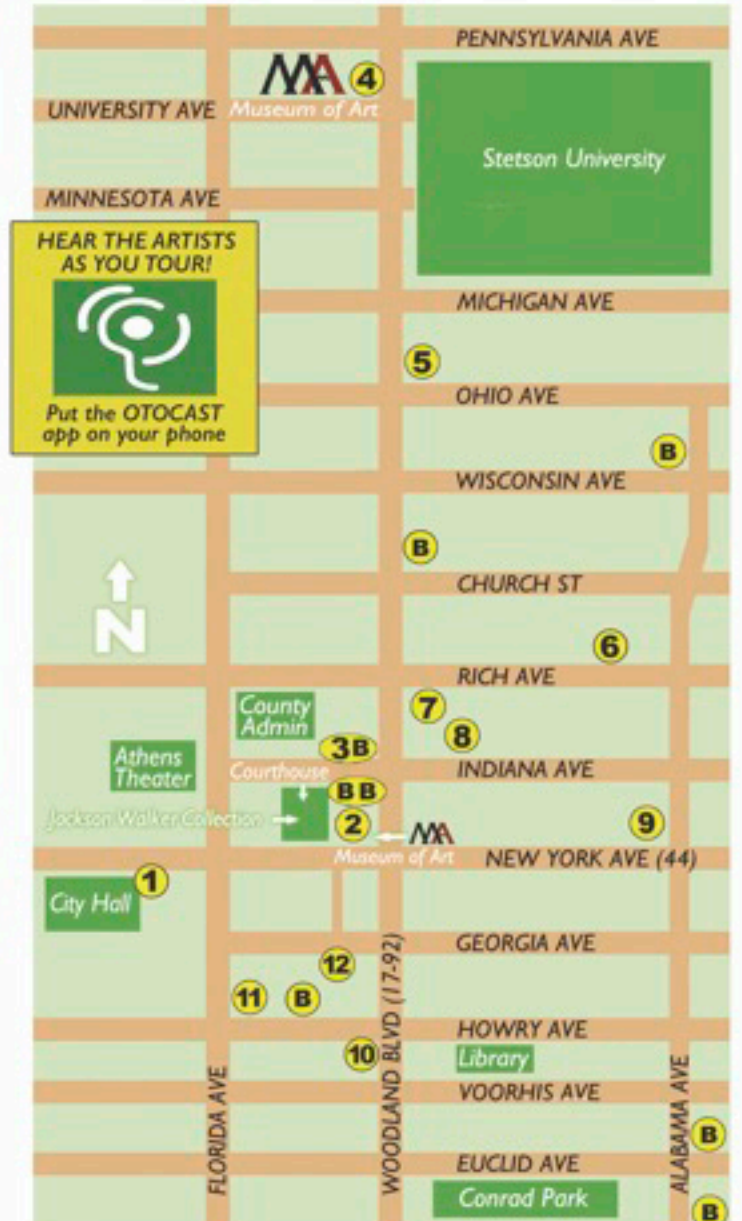 PENNSYLVANIA AVE
MA 4
UNIVERSITY AVE Museum of Art
Stetson University
MINNESOTA AVE
HEAR THE ARTISTS
AS YOU TOUR!
Put the OTOCAST
app on your phone
MICHIGAN AVE
5
OHIO AVE
B
WISCONSIN AVE
B
CHURCH ST
N
6
RICH AVE
County
Admin
7
8
3B
Athens
Theater
Courthouse
INDIANA AVE
BB
Jackson Walker Collection
2
MA
9
Museum of Art
NEW YORK AVE (44)
1
City Hall
GEORGIA AVE
12
11
B
WOODLAND BLVD (17-92)
HOWRY AVE
10
Library
FLORIDA AVE
VOORHIS AVE
ALABAMA AVE
B
EUCLID AVE
Conrad Park
B